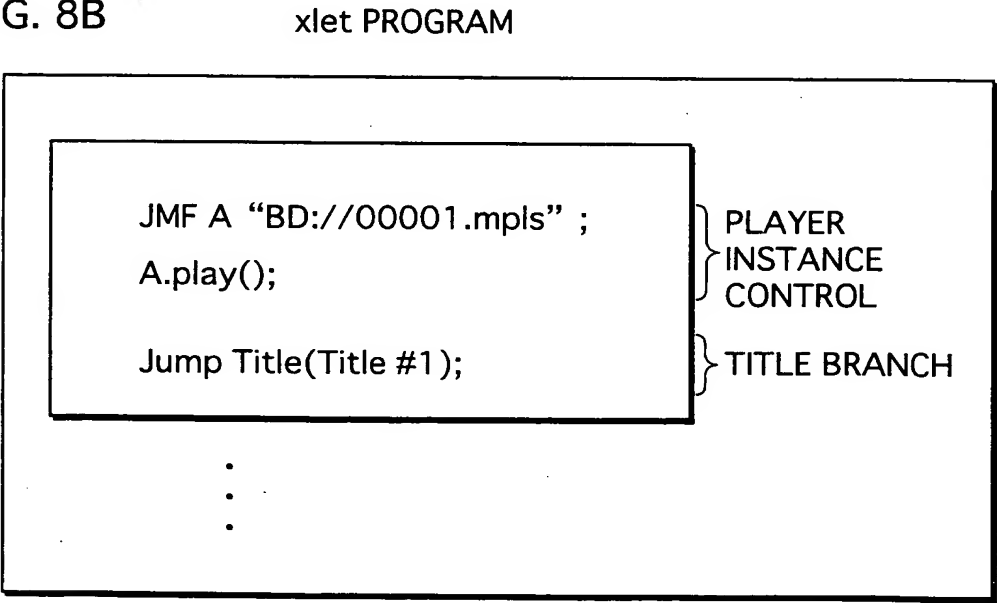 G. 8B
xlet PROGRAM
JMF A “BD://00001.mpls” ;
A.play();
PLAYER
INSTANCE
CONTROL
Jump Title(Title #1);
TITLE BRANCH